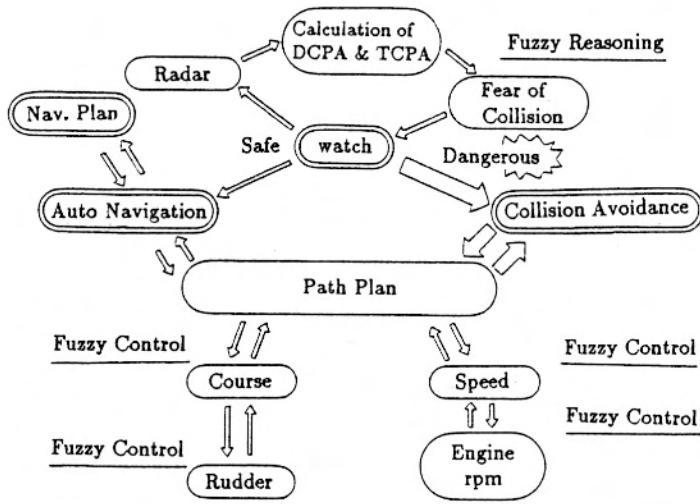 Calculation of
DCPA & TCPA
Fuzzy Reasoning
Radar
Fear of
Collision
Nav. Plan
Safe
watch
Dangerous
Auto Navigation
Collision Avoidance
Path Plan
Fuzzy Control
Fuzzy Control
Course
Speed
Fuzzy Control
Fuzzy Control
Engine
rpm
Rudder